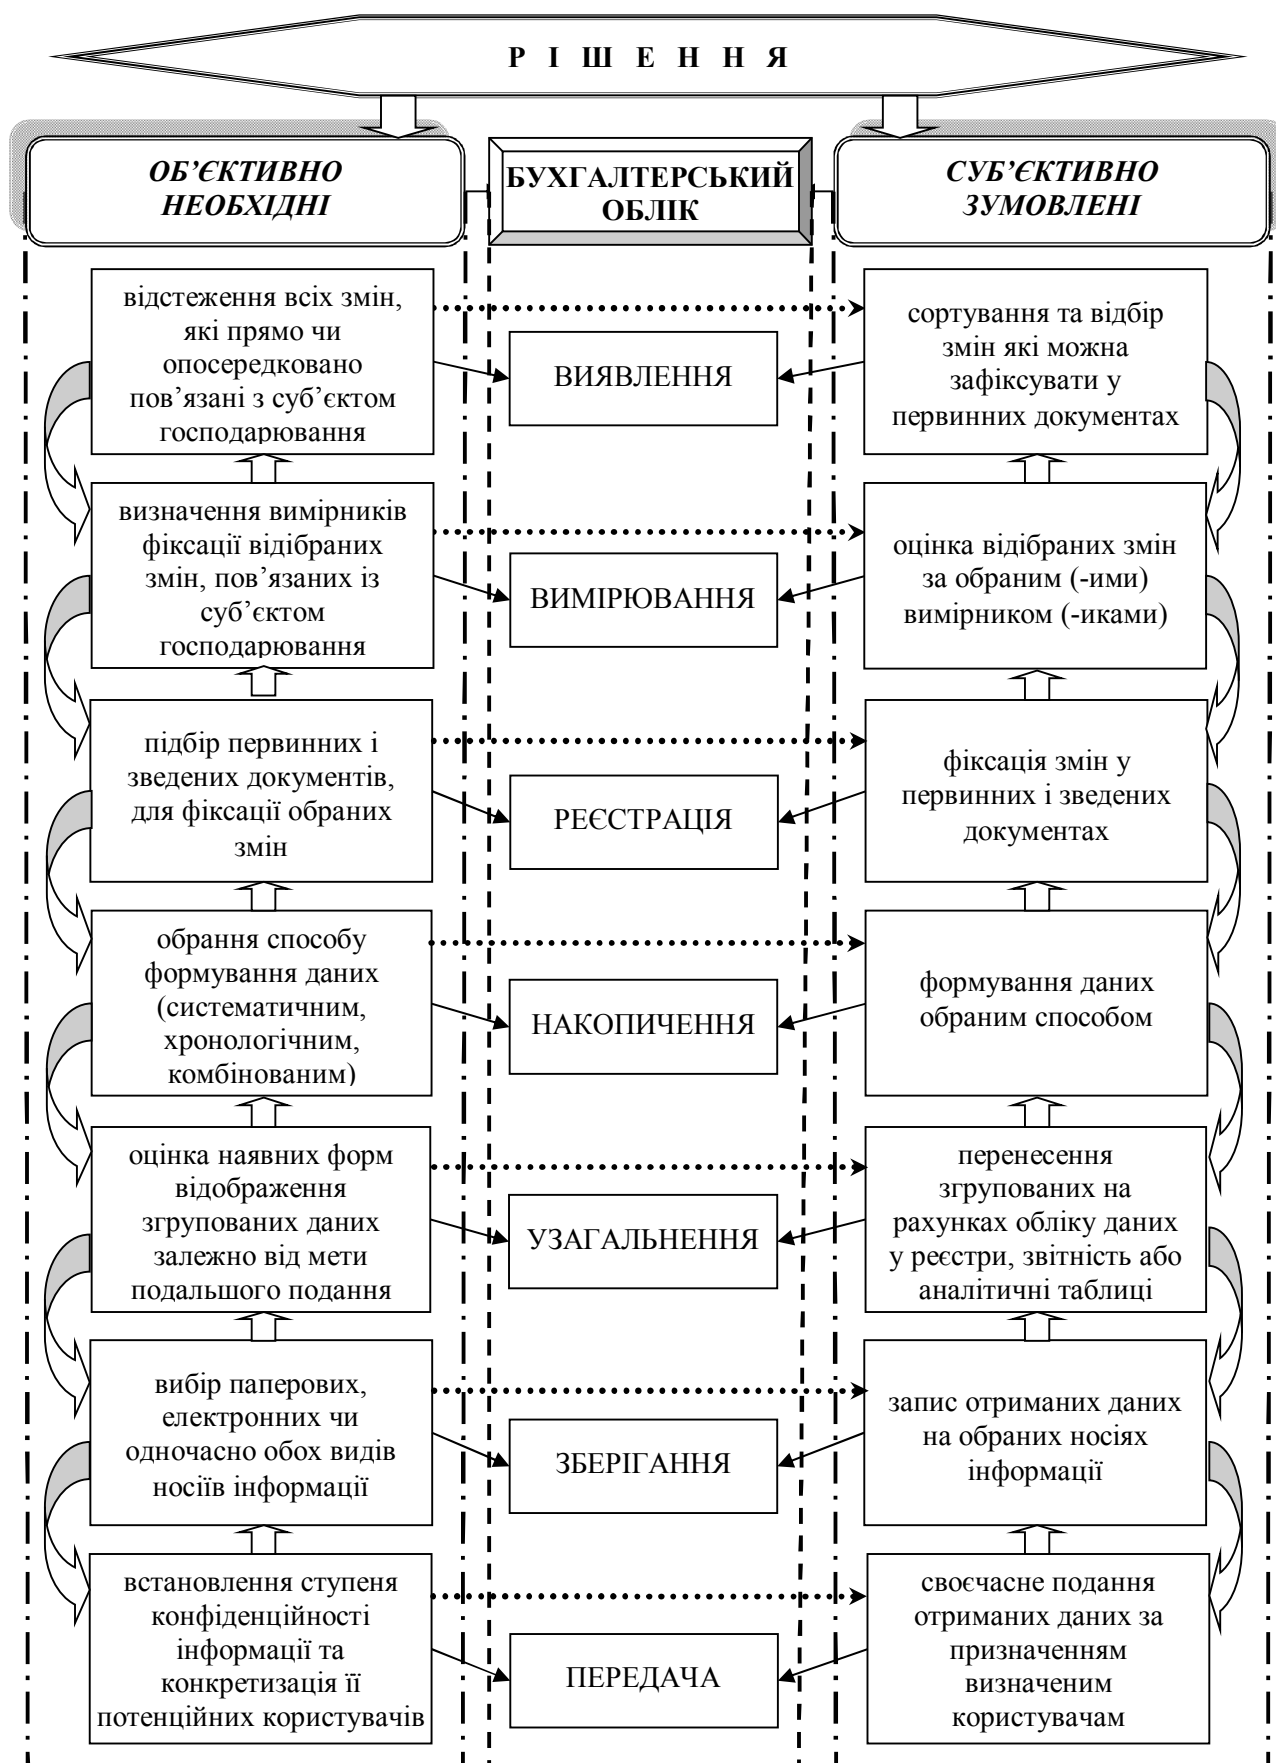 Р І Ш Е Н Н Я
ОБ’ЄКТИВНО
НЕОБХІДНІ
БУХГАЛТЕРСЬКИЙ
ОБЛІК
СУБ’ЄКТИВНО
ЗУМОВЛЕНІ
відстеження всіх змін,
які прямо чи
опосередковано
пов’язані з суб’єктом
господарювання
ВИЯВЛЕННЯ
сортування та відбір
змін які можна
зафіксувати у
первинних документах
визначення вимірників
фіксації відібраних
змін, пов’язаних із
суб’єктом
господарювання
ВИМІРЮВАННЯ
оцінка відібраних змін
за обраним (-ими)
вимірником (-иками)
підбір первинних і
зведених документів,
для фіксації обраних
змін
РЕЄСТРАЦІЯ
фіксація змін у
первинних і зведених
документах
обрання способу
формування даних
(систематичним,
хронологічним,
комбінованим)
НАКОПИЧЕННЯ
формування даних
обраним способом
оцінка наявних форм
відображення
згрупованих даних
залежно від мети
подальшого подання
УЗАГАЛЬНЕННЯ
перенесення
згрупованих на
рахунках обліку даних
у реєстри, звітність або
аналітичні таблиці
вибір паперових,
електронних чи
одночасно обох видів
носіїв інформації
ЗБЕРІГАННЯ
запис отриманих даних
на обраних носіях
інформації
встановлення ступеня
конфіденційності
інформації та
конкретизація її
потенційних користувачів
ПЕРЕДАЧА
своєчасне подання
отриманих даних за
призначенням
визначеним
користувачам